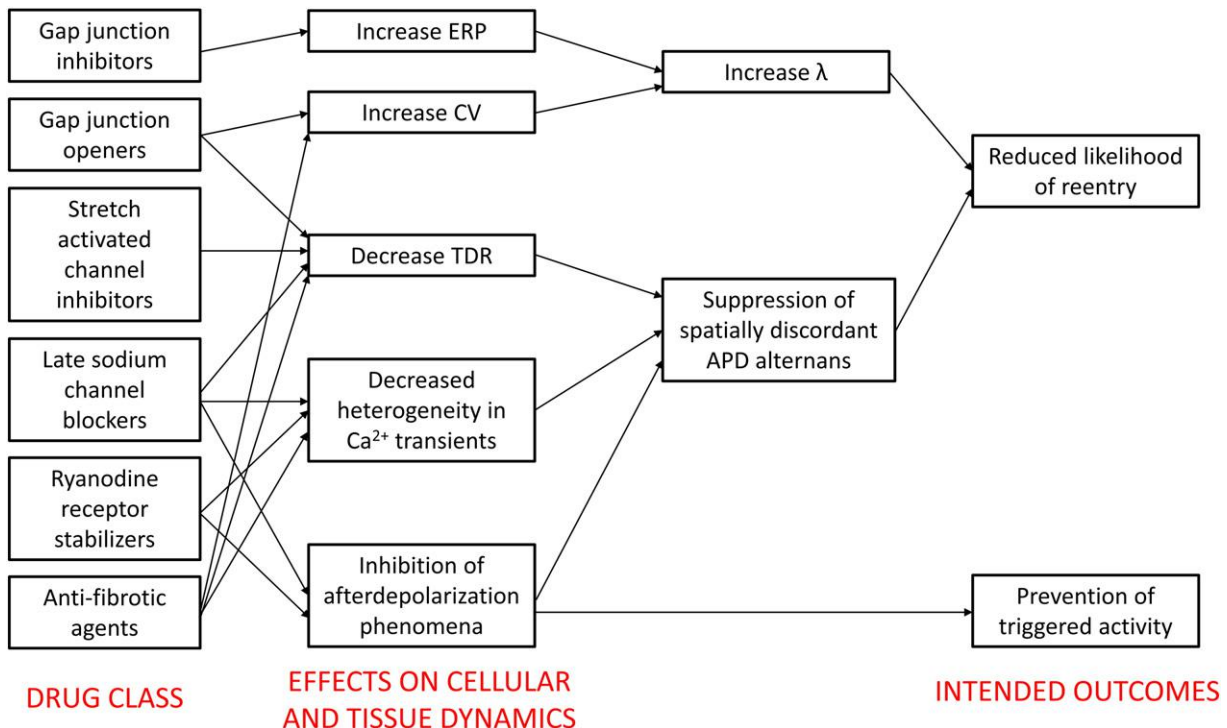 Gap junction
inhibitors
Gap junction
openers
Stretch
activated
channel
inhibitors
Late sodium
channel
blockers
Ryanodine
receptor
stabilizers
Anti-fibrotic
agents
DRUG CLASS
Increase ERP
Increase CV
Decrease TDR
Decreased
heterogeneity in
Ca²⁺ transients
Inhibition of
afterdepolarization
phenomena
EFFECTS ON CELLULAR
AND TISSUE DYNAMICS
Increase λ
Suppression of
spatially discordant
APD alternans
Reduced likelihood
of reentry
Prevention of
triggered activity
INTENDED OUTCOMES